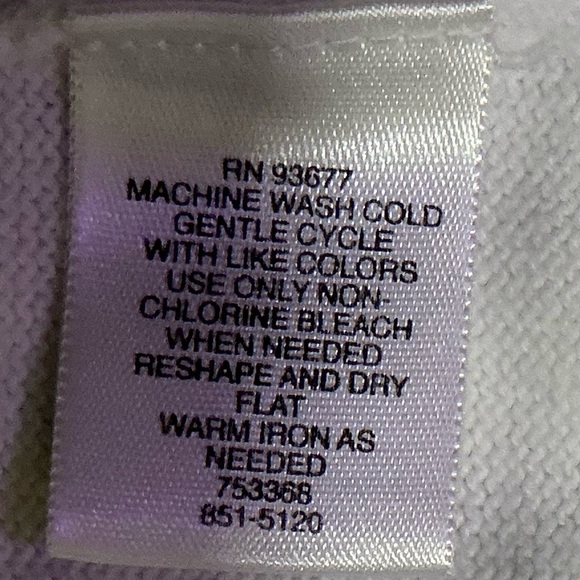 RN 93677
MACHINE WASH COLD
GENTLE CYCLE
WITH LIKE COLORS
USE ONLY NON-
CHLORINE BLEACH
WHEN NEEDED
RESHAPE AND DRY
FLAT
WARM IRON AS
NEEDED
753368
851-5120